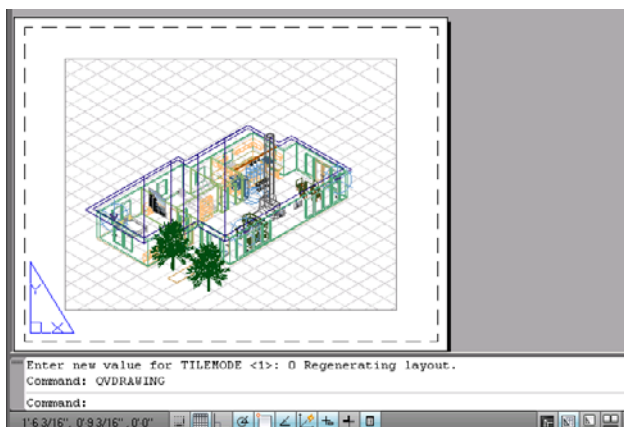 Y
X
Enter new value for TILEMODE <1>: 0 Regenerating layout.
Command: QVDRAWING
Command:
1'6 3/16", 0'9 3/16" , 0'0"